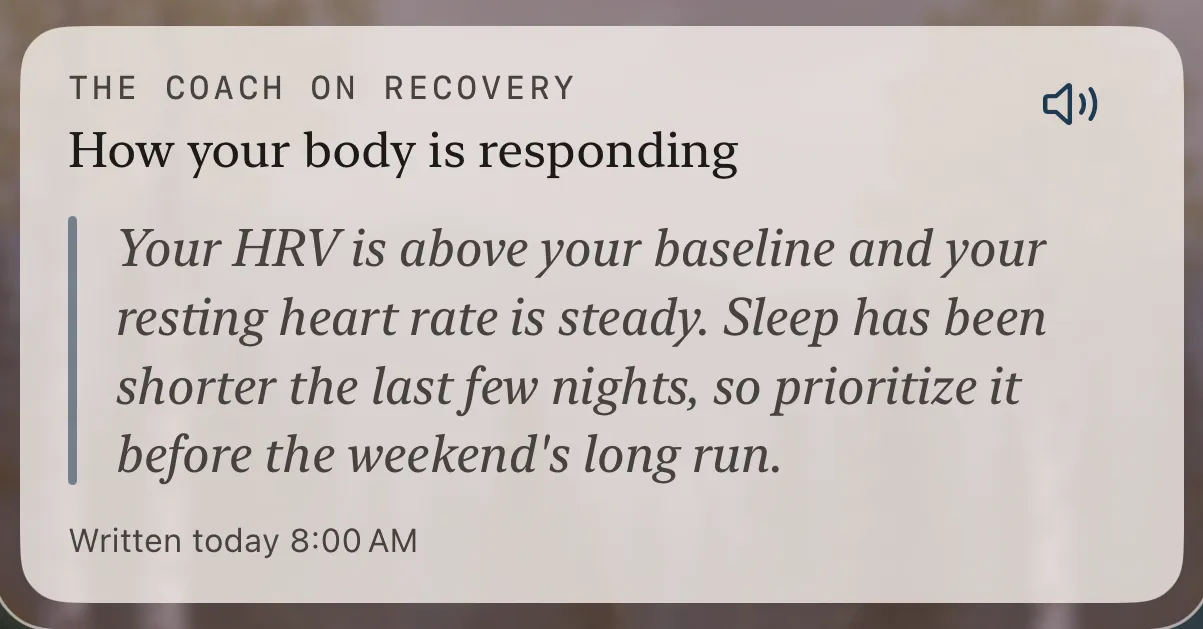 THE COACH ON RECOVERY
How your body is responding
Your HRV is above your baseline and your
resting heart rate is steady. Sleep has been
shorter the last few nights, so prioritize it
before the weekend's long run.
Written today 8:00 AM